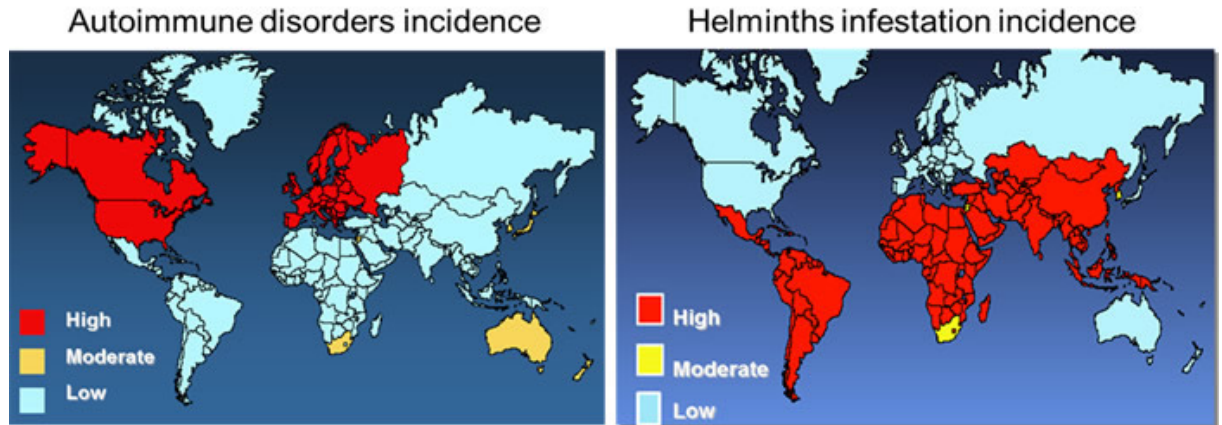 Autoimmune disorders incidence
Helminths infestation incidence
High
Moderate
Low
High
Moderate
Low